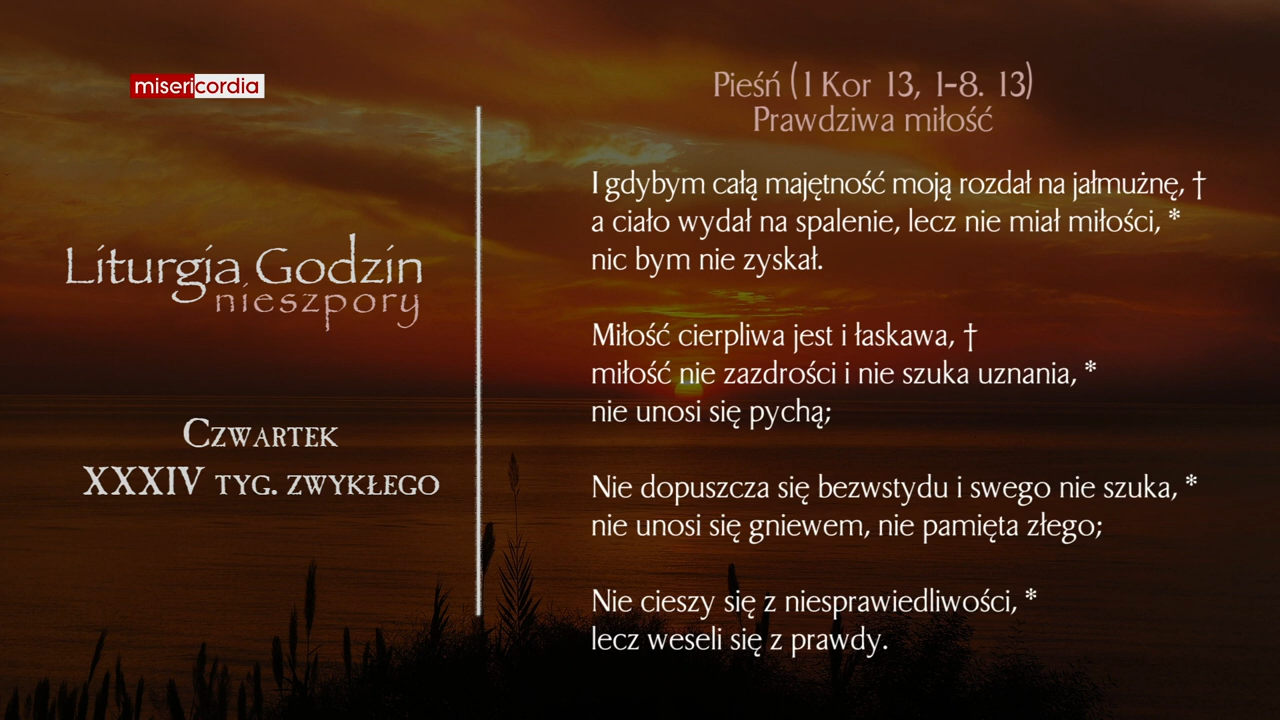 misericordia
Liturgia Godzin
nieszpory
Czwartek
XXXIV tyg. zwykłego
Pieśń (1 Kor 13, 1-8. 13)
Prawdziwa miłość
I gdybym całą majętność moją rozdał na jałmużnę, †
a ciało wydał na spalenie, lecz nie miał miłości, *
nic bym nie zyskał.
Miłość cierpliwa jest i łaskawa, †
miłość nie zazdrości i nie szuka uznania, *
nie unosi się pychą;
Nie dopuszcza się bezwstydu i swego nie szuka, *
nie unosi się gniewem, nie pamięta złego;
Nie cieszy się z niesprawiedliwości, *
lecz weseli się z prawdy.